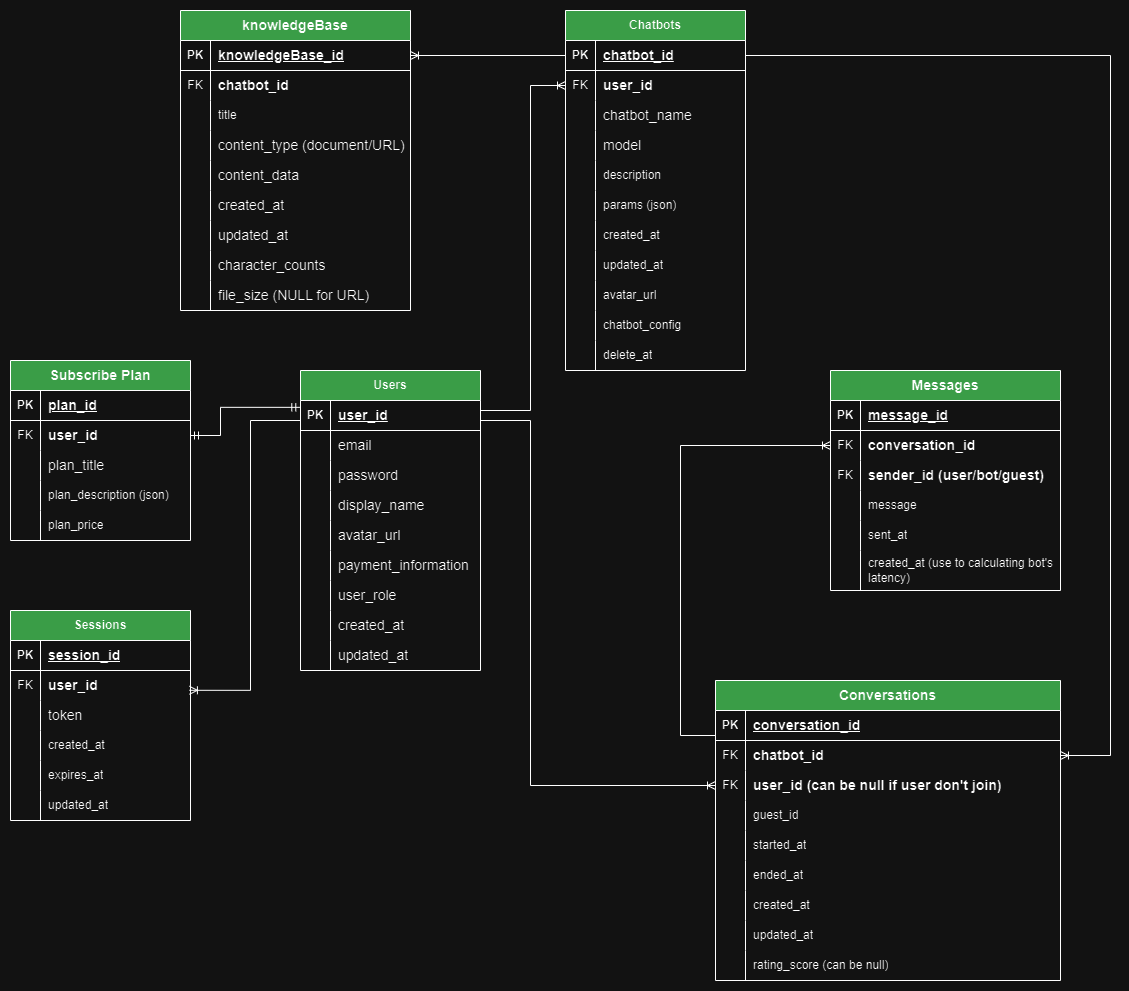 knowledgeBase
PK knowledgeBase_id
FK chatbot_id
title
content_type (document/URL)
content_data
created_at
updated_at
character_counts
file_size (NULL for URL)
Chatbots
PK chatbot_id
FK user_id
chatbot_name
model
description
params (json)
created_at
updated_at
avatar_url
chatbot_config
delete_at
Subscribe Plan
PK plan_id
FK user_id
plan_title
plan_description (json)
plan_price
Users
PK user_id
email
password
display_name
avatar_url
payment_information
user_role
created_at
updated_at
Messages
PK message_id
FK conversation_id
FK sender_id (user/bot/guest)
message
sent_at
created_at (use to calculating bot's
latency)
Sessions
PK session_id
FK user_id
token
created_at
expires_at
updated_at
Conversations
PK conversation_id
FK chatbot_id
FK user_id (can be null if user don't join)
guest_id
started_at
ended_at
created_at
updated_at
rating_score (can be null)